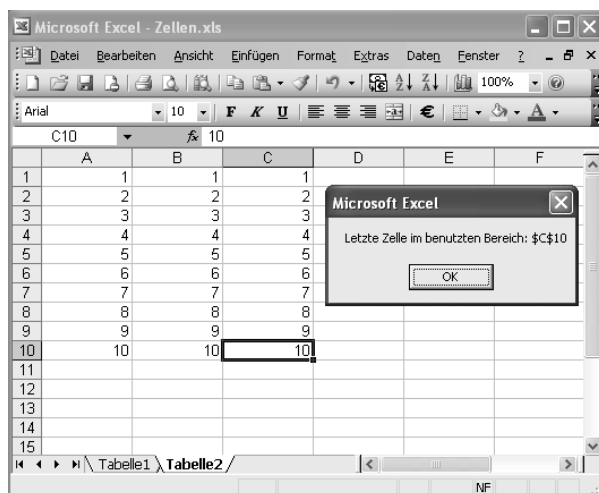 Microsoft Excel - Zellen.xls
Datei Bearbeiten Ansicht Einfügen Format Extras Daten Fenster ?
100%
Arial 10 F K U €
C10 fx 10
A B C D E F
1 1 1 1
2 2 2 2
3 3 3 3
4 4 4 4
5 5 5 5
6 6 6 6
7 7 7 7
8 8 8 8
9 9 9 9
10 10 10 10
11
12
13
14
15
Microsoft Excel
Letzte Zelle im benutzten Bereich: $C$10
OK
Tabelle1 Tabelle2
NF